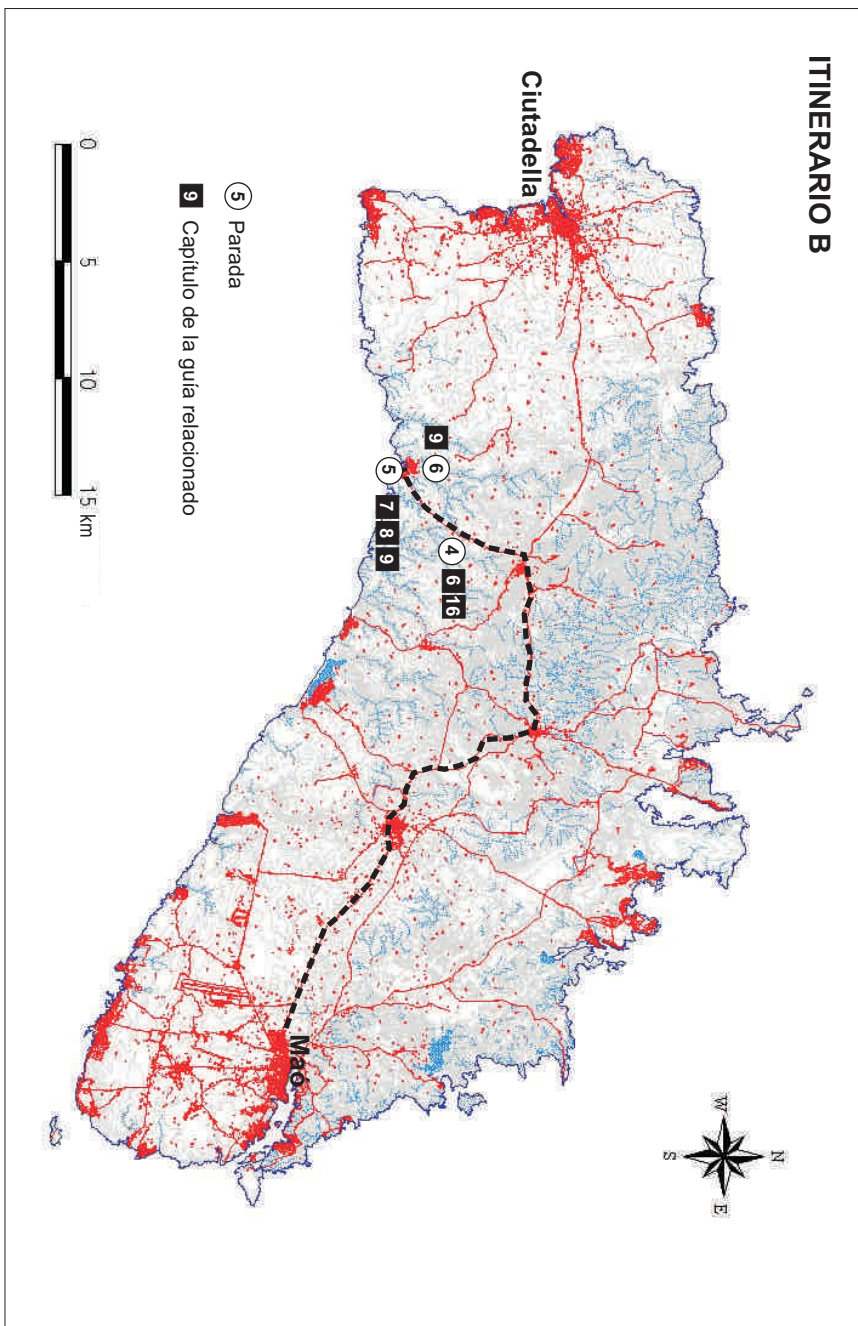 ITINERARIO B
Ciutadella
Maó
W
N
S
E
9
6
5
7 8 9
4
6 16
5 Parada
9 Capítulo de la guía relacionado
0 5 10 15 km